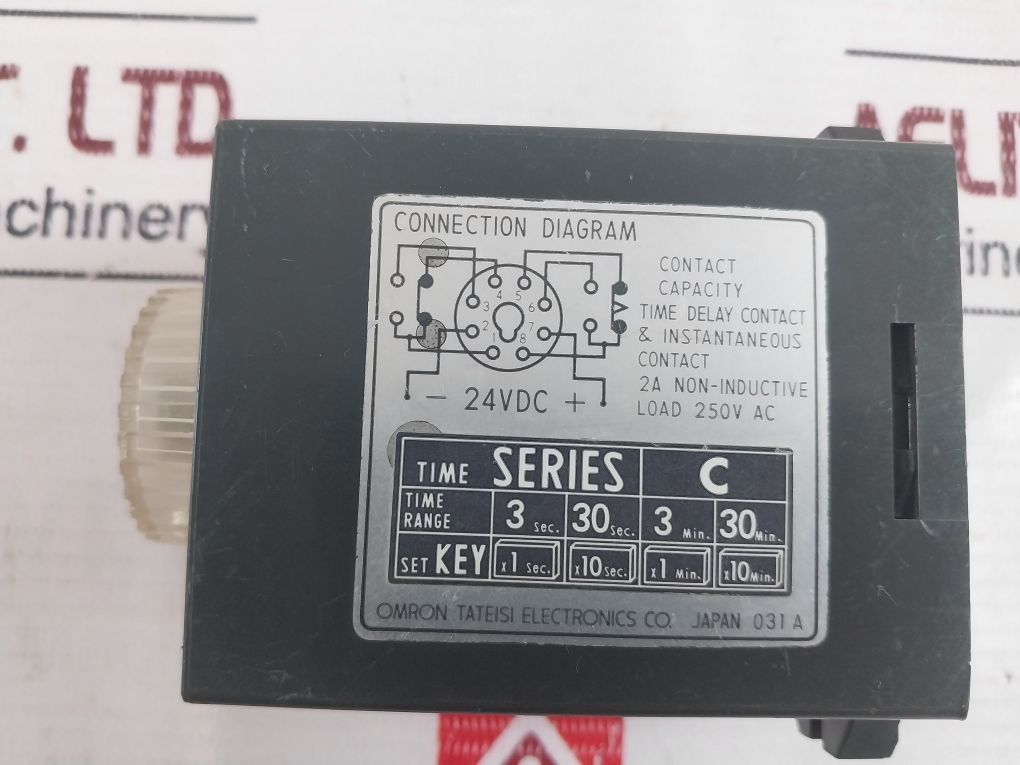 T. LTD
achinery
CONNECTION DIAGRAM
4 5
3 6
2 7
1 8
- 24VDC +
CONTACT
CAPACITY
TIME DELAY CONTACT
& INSTANTANEOUS
CONTACT
2A NON-INDUCTIVE
LOAD 250V AC
TIME SERIES C
TIME RANGE 3 Sec. 30 Sec. 3 Min. 30 Min.
SET KEY x1 Sec. x10 Sec. x1 Min. x10 Min.
OMRON TATEISI ELECTRONICS CO. JAPAN 031A